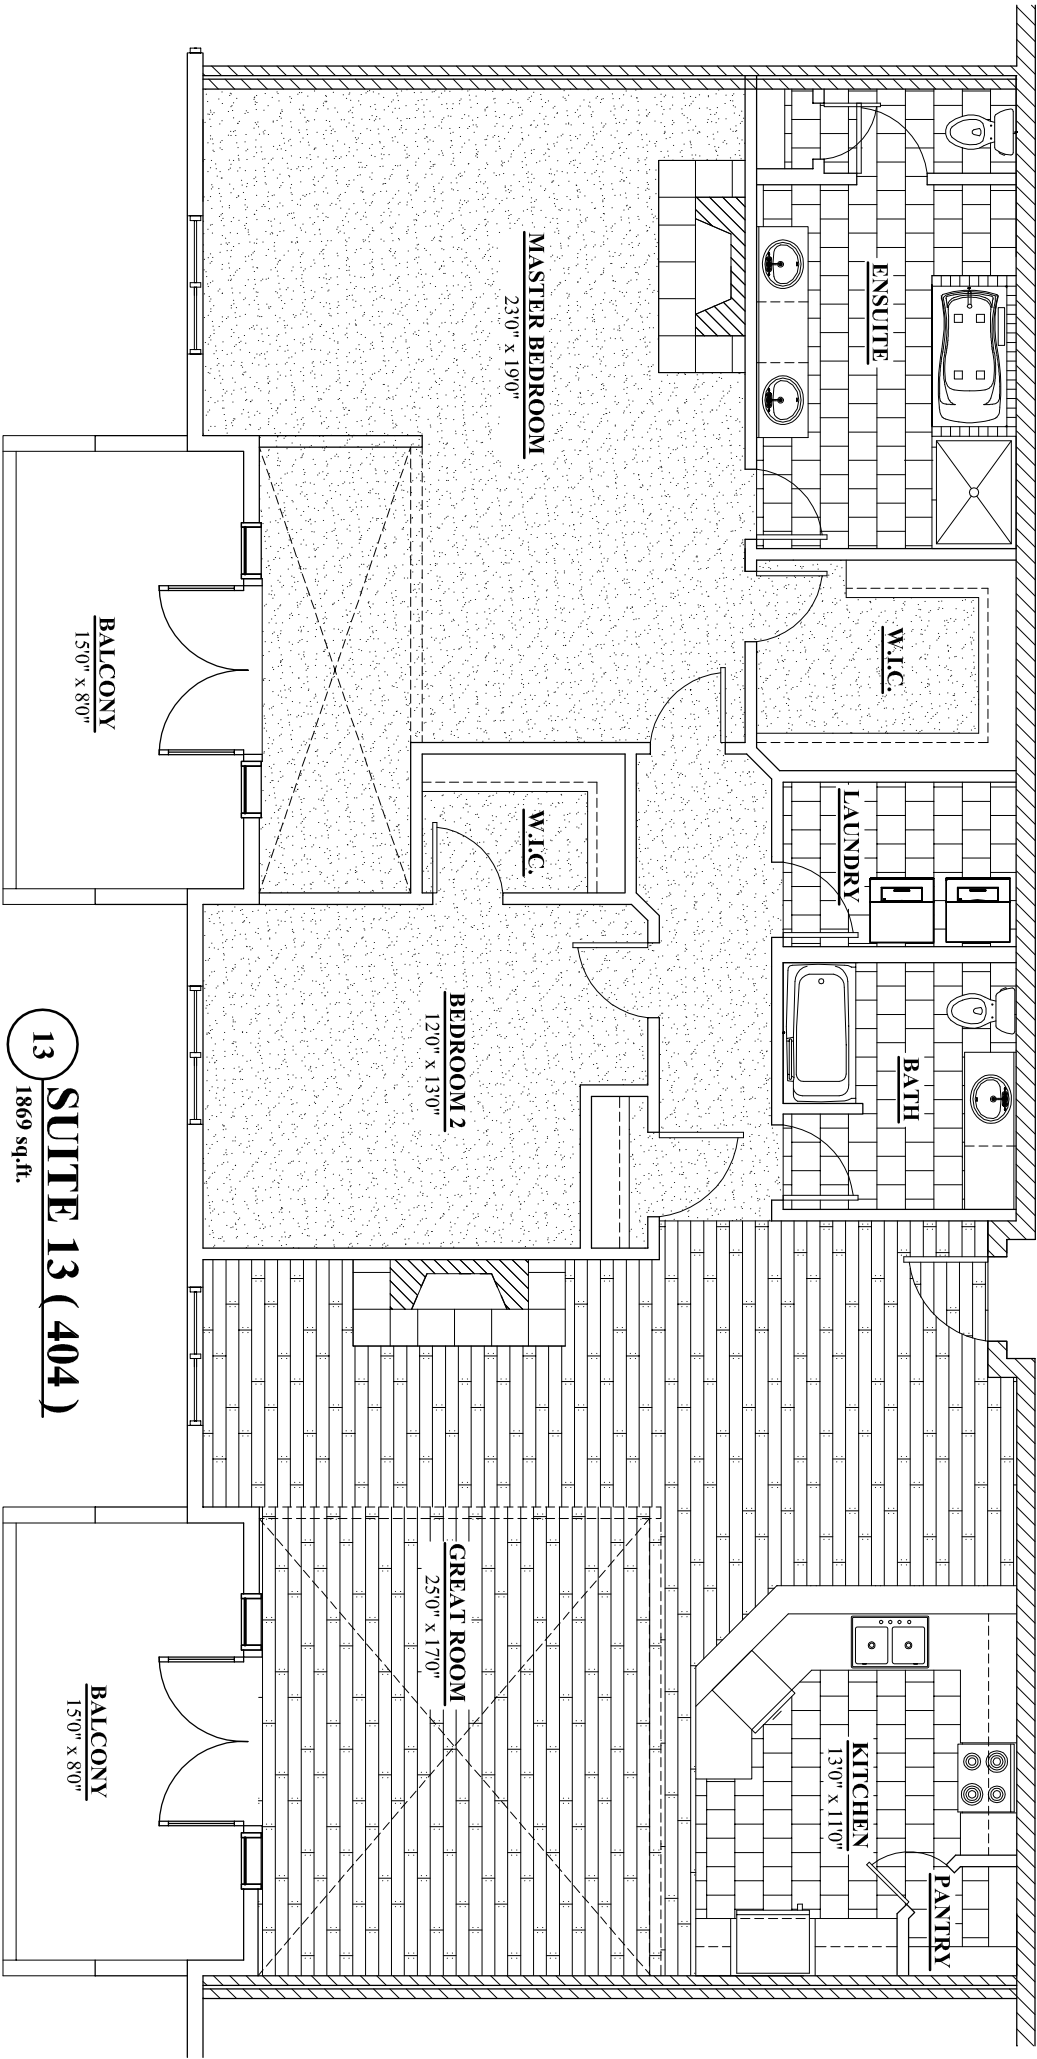 ENSUITE
MASTER BEDROOM
23'0" x 19'0"
W.I.C.
BALCONY
15'0" x 8'0"
LAUNDRY
W.I.C.
BATH
BEDROOM 2
12'0" x 13'0"
KITCHEN
13'0" x 11'0"
PANTRY
GREAT ROOM
25'0" x 17'0"
BALCONY
15'0" x 8'0"
13
SUITE 13 ( 404 )
1869 sq.ft.